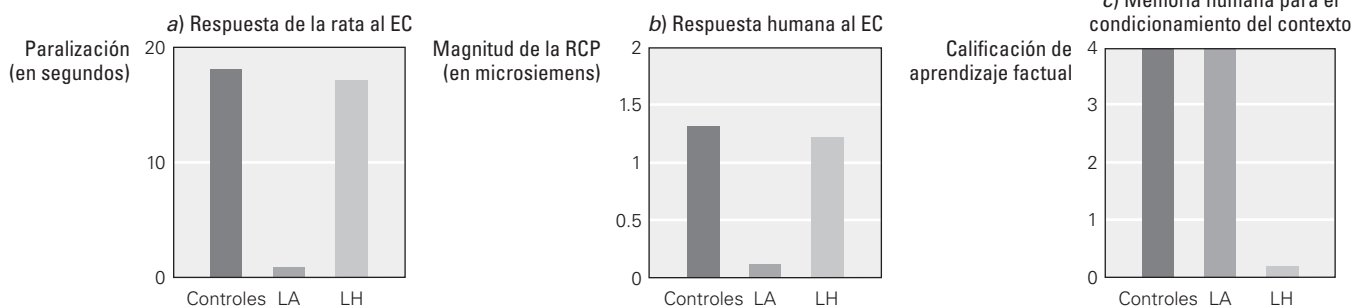 a) Respuesta de la rata al EC
Paralización
(en segundos)
20
10
0
Controles LA LH
b) Respuesta humana al EC
Magnitud de la RCP
(en microsiemens)
2
1.5
1
0.5
0
Controles LA LH
c) Memoria humana para el
condicionamiento del contexto
Calificación de
aprendizaje factual
4
3
2
1
0
Controles LA LH